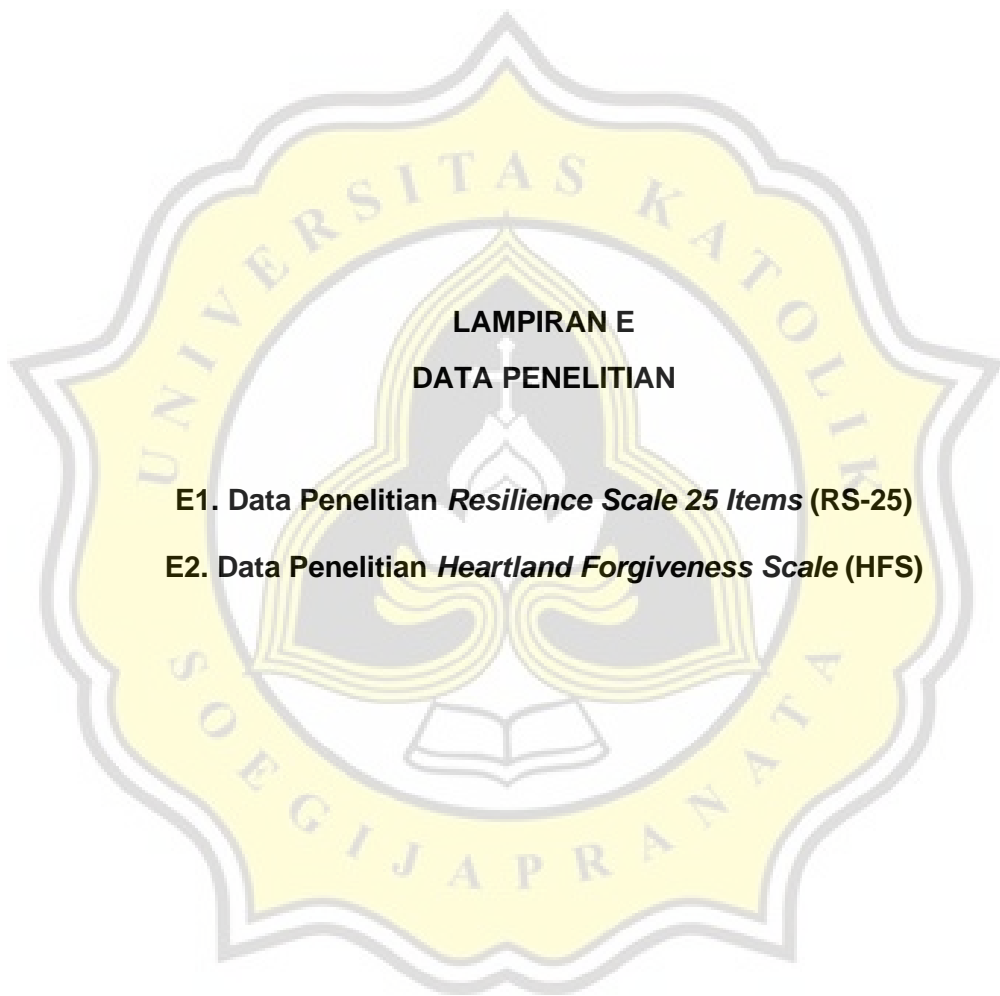 UNIVERSITAS KATOLIK
LAMPIRAN E
DATA PENELITIAN
E1. Data Penelitian Resilience Scale 25 Items (RS-25)
E2. Data Penelitian Heartland Forgiveness Scale (HFS)
SOEGIJAPRANATA